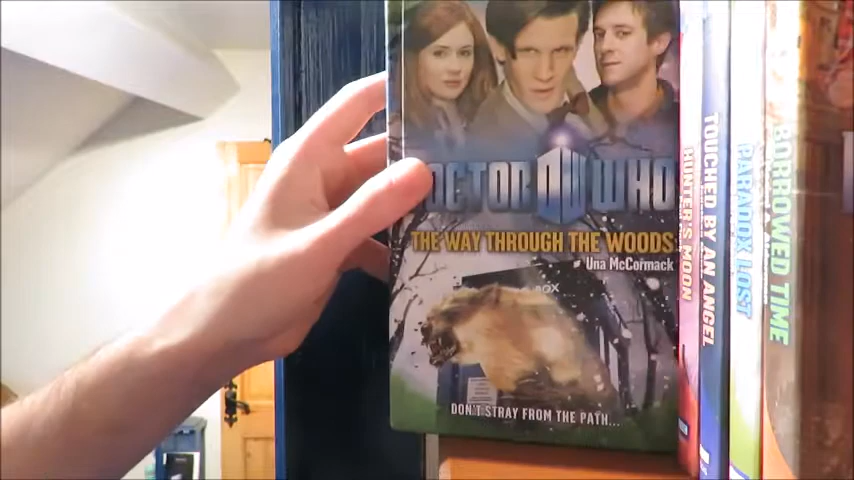 DOCTOR WHO
THE WAY THROUGH THE WOODS
Una McCormack
BOX
DON'T STRAY FROM THE PATH...
HUNTER'S MOON
TOUCHED BY AN ANGEL
PARADOX LOST
BORROWED TIME